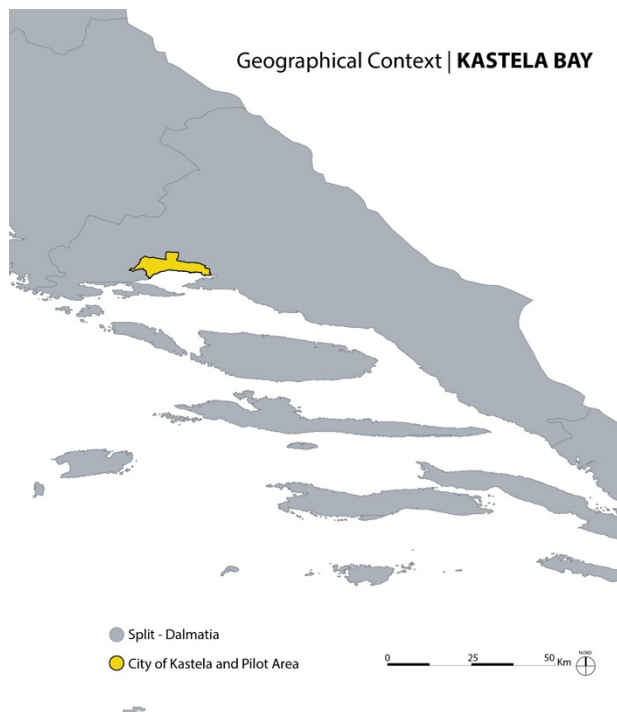 Geographical Context | KASTELA BAY
Split - Dalmatia
City of Kastela and Pilot Area
0 25 50 Km
NORD